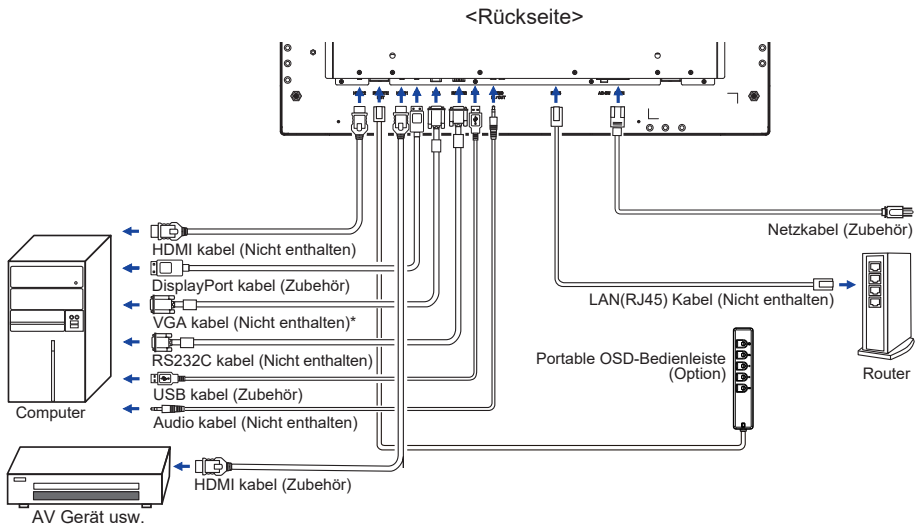 <Rückseite>
Netzkabel (Zubehör)
HDMI kabel (Nicht enthalten)
DisplayPort kabel (Zubehör)
LAN(RJ45) Kabel (Nicht enthalten)
VGA kabel (Nicht enthalten)*
RS232C kabel (Nicht enthalten)
Portable OSD-Bedienleiste
(Option)
Router
USB kabel (Zubehör)
Computer
Audio kabel (Nicht enthalten)
HDMI kabel (Zubehör)
AV Gerät usw.